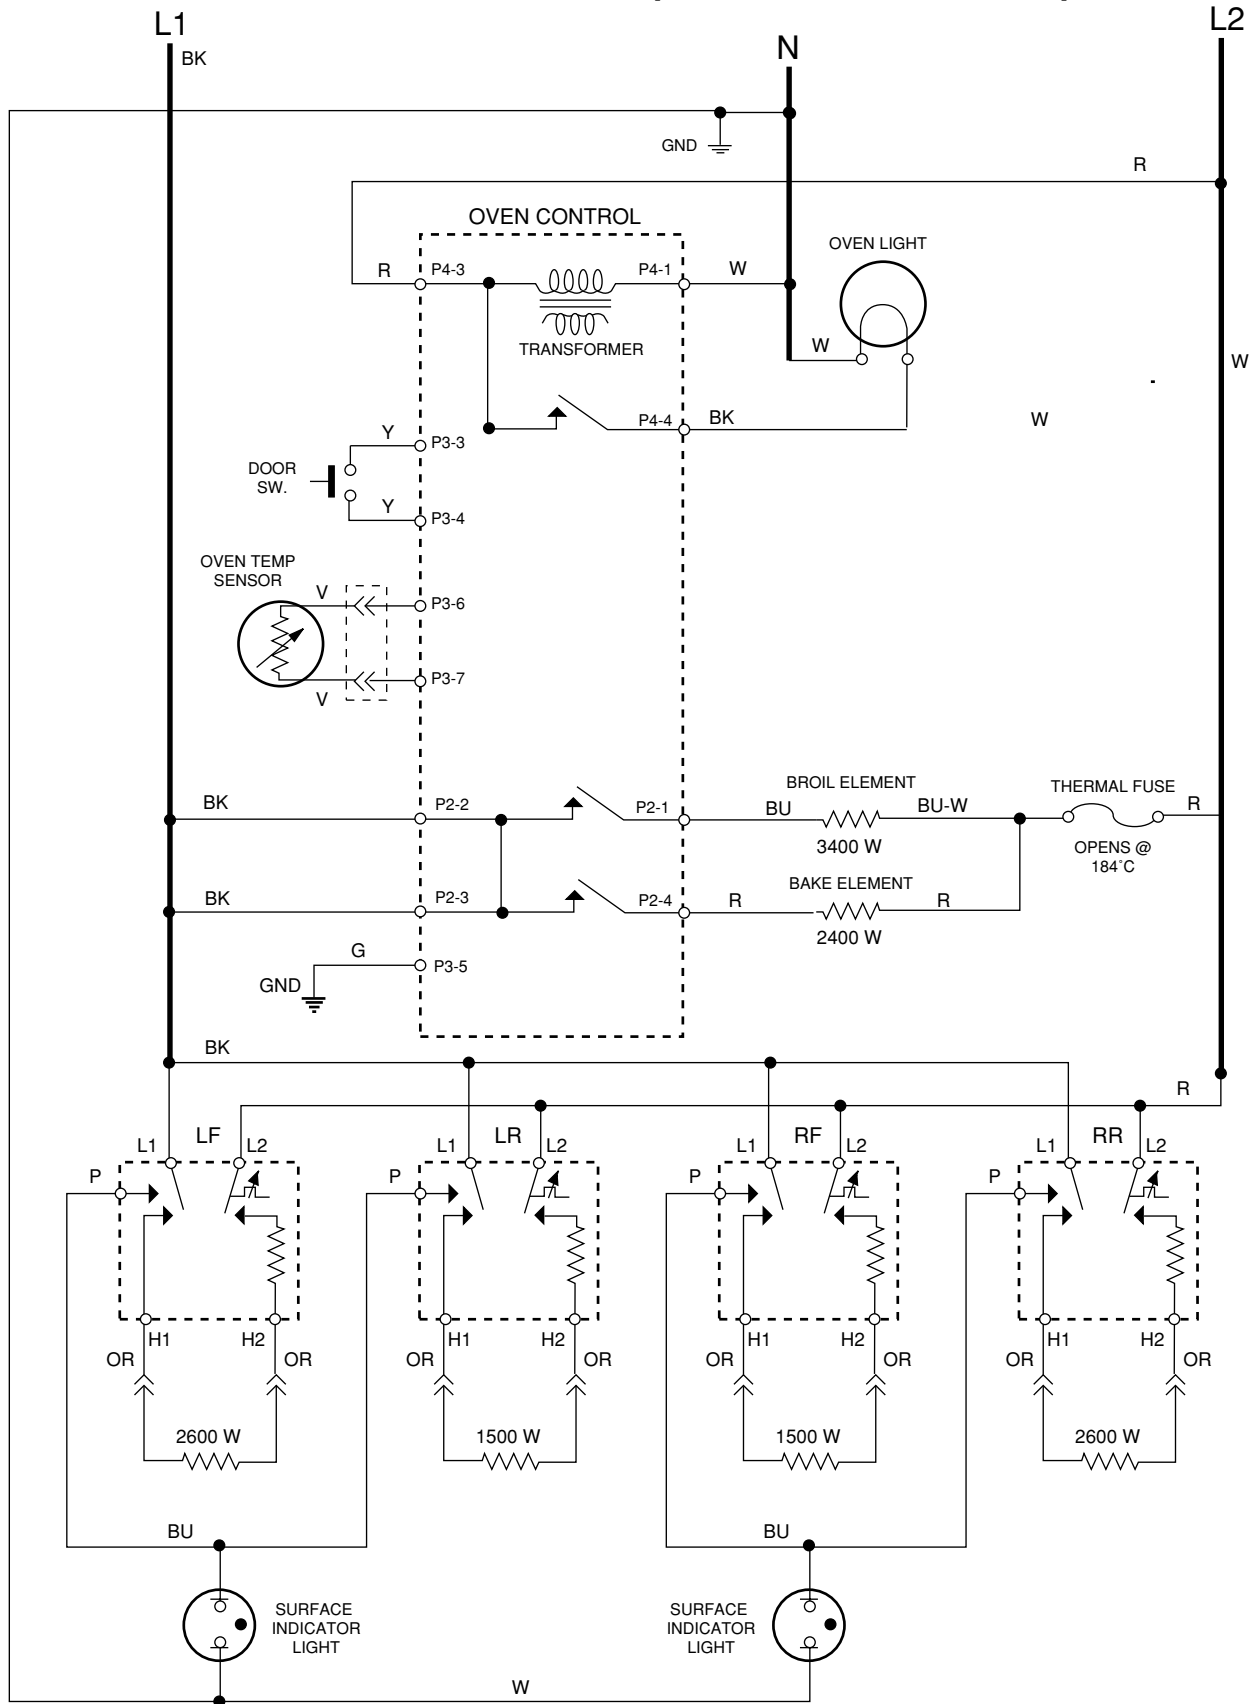 L1
L2
BK
N
GND
R
OVEN CONTROL
OVEN LIGHT
R
P4-3
P4-1
W
TRANSFORMER
W
W
P4-4
BK
W
Y
P3-3
DOOR
SW.
Y
P3-4
OVEN TEMP
SENSOR
V
P3-6
P3-7
V
BROIL ELEMENT
THERMAL FUSE
BK
P2-2
P2-1
BU
BU-W
R
3400 W
OPENS @
184˚C
BAKE ELEMENT
BK
P2-3
P2-4
R
R
2400 W
G
P3-5
GND
BK
R
L1
LF
L2
L1
LR
L2
L1
RF
L2
L1
RR
L2
P
P
P
P
H1
H2
H1
H2
H1
H2
H1
H2
OR
OR
OR
OR
OR
OR
OR
OR
2600 W
1500 W
1500 W
2600 W
BU
BU
SURFACE
INDICATOR
LIGHT
SURFACE
INDICATOR
LIGHT
W